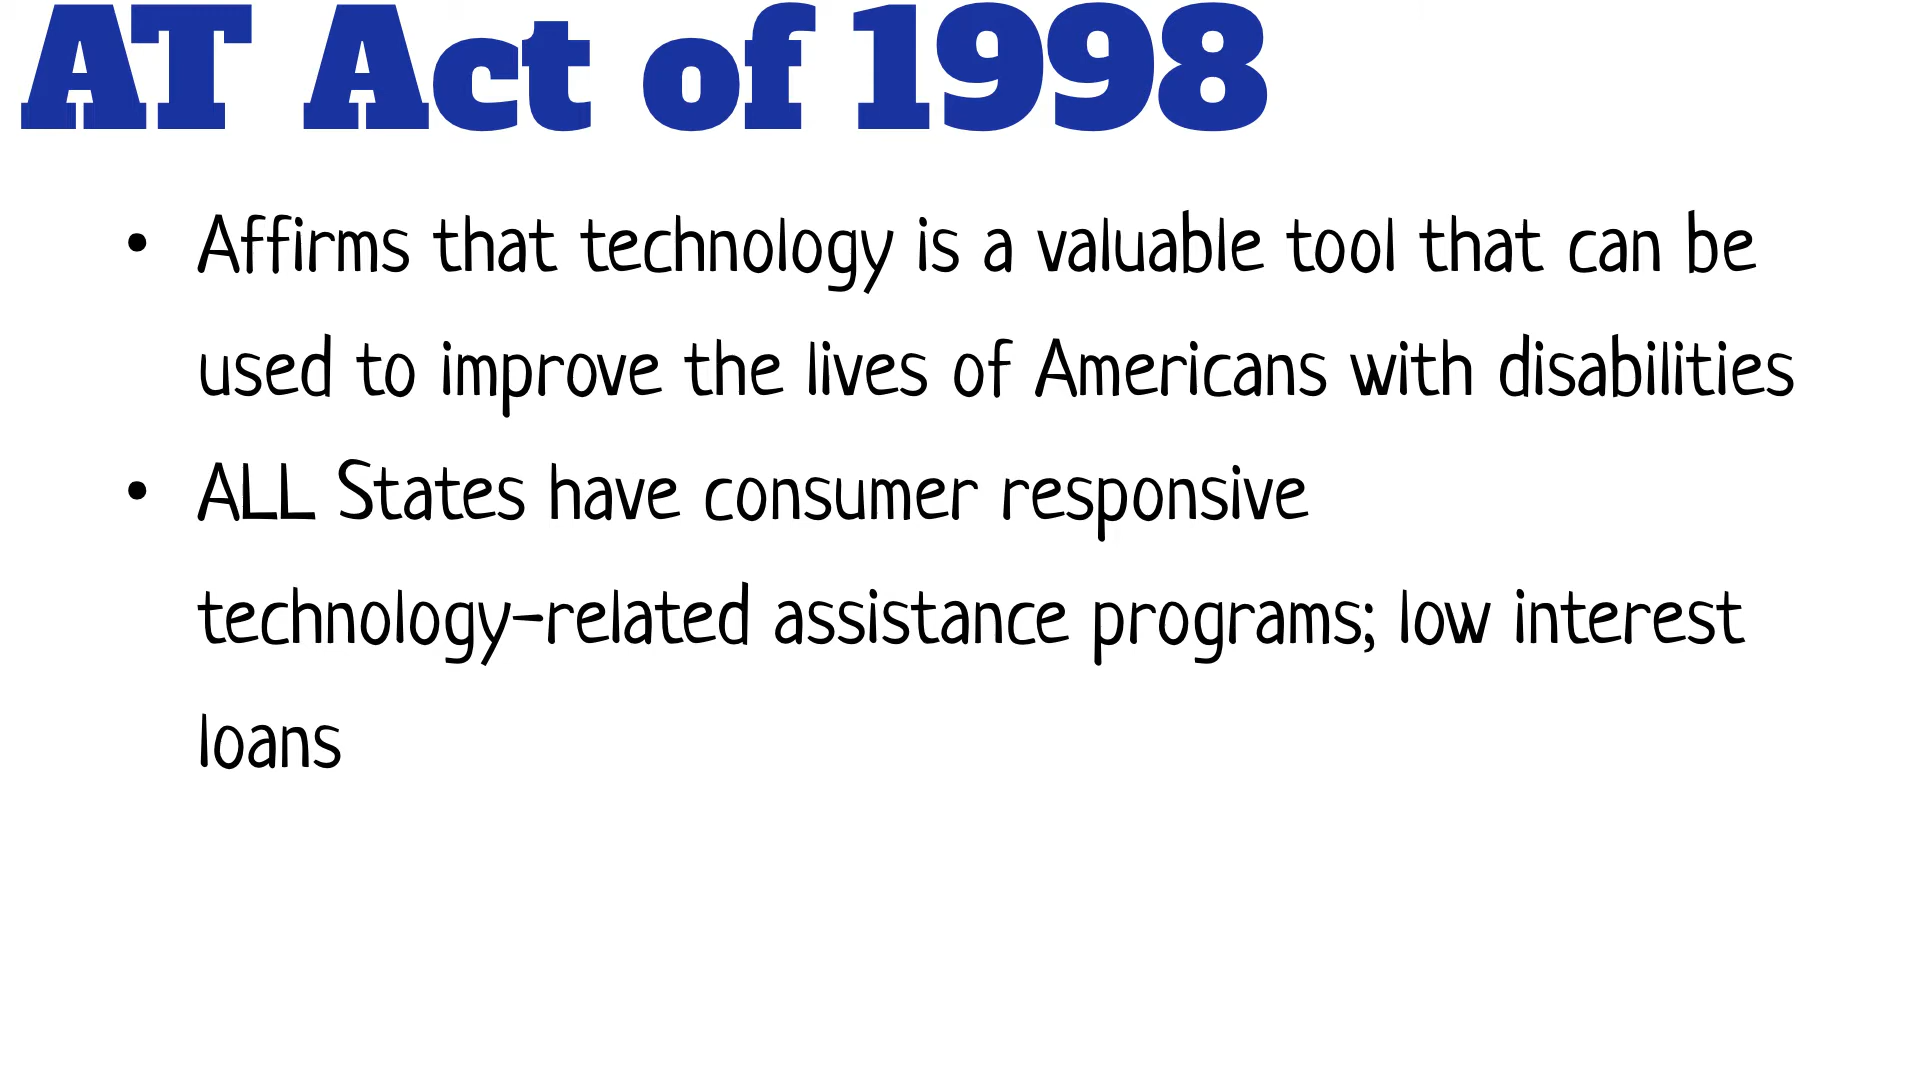 AT Act of 1998
• Affirms that technology is a valuable tool that can be
used to improve the lives of Americans with disabilities
• ALL States have consumer responsive
technology-related assistance programs; low interest
loans